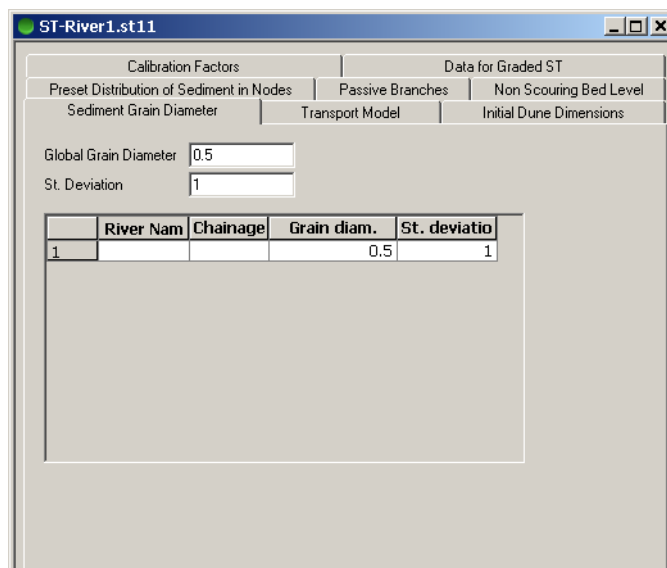 ST-River1.st11
Calibration Factors Data for Graded ST
Preset Distribution of Sediment in Nodes Passive Branches Non Scouring Bed Level
Sediment Grain Diameter Transport Model Initial Dune Dimensions
Global Grain Diameter 0.5
St. Deviation 1
River Nam Chainage Grain diam. St. deviatio
1 0.5 1